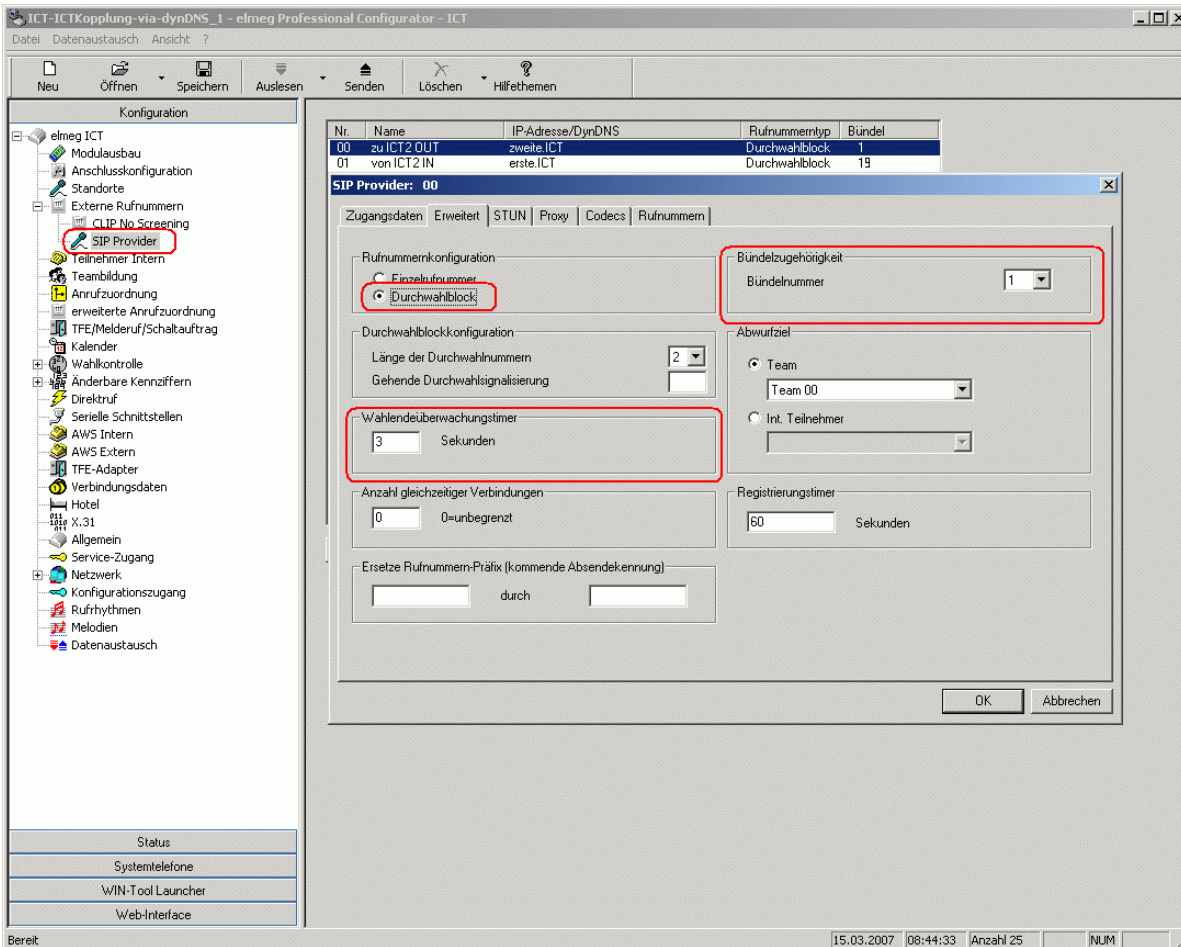 ICT-ICTKopplung-via-dynDNS_1 - elmeg Professional Configurator - ICT
Datei Datenaustausch Ansicht ?
Neu Öffnen Speichern Auslesen Senden Löschen Hilfethemen
Konfiguration
elmeg ICT
Modulausbau
Anschlusskonfiguration
Standorte
Externe Rufnummern
CLIP No Screening
SIP Provider
Teilnehmer Intern
Teambildung
Anrufzuordnung
erweiterte Anrufzuordnung
TFE/Melderuf/Schaltauftrag
Kalender
Wahlkontrolle
Änderbare Kennziffern
Direktruf
Serielle Schnittstellen
AWS Intern
AWS Extern
TFE-Adapter
Verbindungsdaten
Hotel
X.31
Allgemein
Service-Zugang
Netzwerk
Konfigurationszugang
Rufrhythmen
Melodien
Datenaustausch
Status
Systemtelefone
WIN-Tool Launcher
Web-Interface
Nr. Name IP-Adresse/DynDNS Rufnummerntyp Bündel
00 zu ICT2 OUT zweite.ICT Durchwahlblock 1
01 von ICT2 IN erste.ICT Durchwahlblock 19
SIP Provider: 00
Zugangsdaten Erweitert STUN Proxy Codecs Rufnummern
Rufnummernkonfiguration
Einzelrufnummer
Durchwahlblock
Bündelzugehörigkeit
Bündelnummer 1
Durchwahlblockkonfiguration
Länge der Durchwahlnummern 2
Gehende Durchwahlsignalisierung
Abwurfziel
Team
Team 00
Int. Teilnehmer
Wahlendeüberwachungstimer
3 Sekunden
Anzahl gleichzeitiger Verbindungen
0 0=unbegrenzt
Registrierungstimer
60 Sekunden
Ersetze Rufnummern-Präfix (kommende Absendekennung)
durch
OK Abbrechen
Bereit 15.03.2007 08:44:33 Anzahl 25 NUM